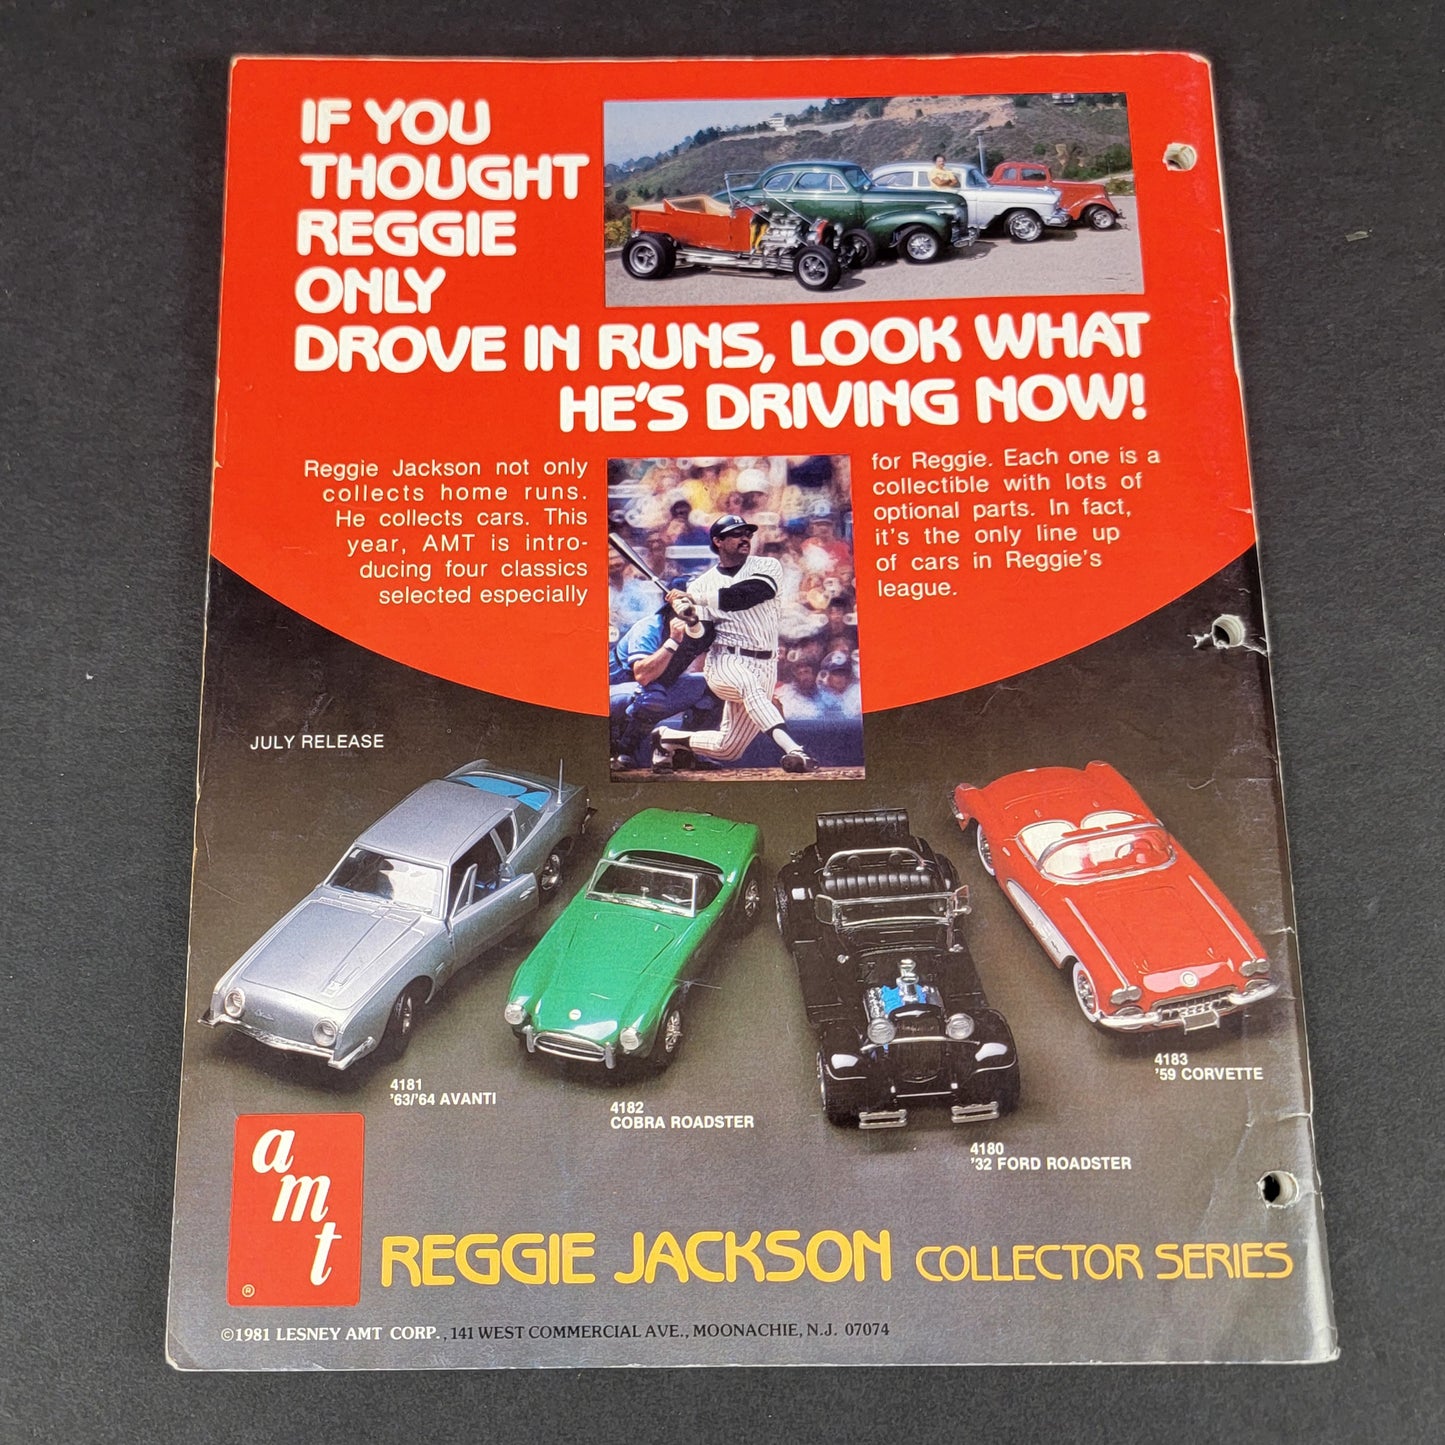 IF YOU
THOUGHT
REGGIE
ONLY
DROVE IN RUNS, LOOK WHAT
HE'S DRIVING NOW!
Reggie Jackson not only
collects home runs.
He collects cars. This
year, AMT is intro-
ducing four classics
selected especially
for Reggie. Each one is a
collectible with lots of
optional parts. In fact,
it's the only line up
of cars in Reggie's
league.
JULY RELEASE
4181
'63/'64 AVANTI
4182
COBRA ROADSTER
4180
'32 FORD ROADSTER
4183
'59 CORVETTE
amt
®
REGGIE JACKSON COLLECTOR SERIES
©1981 LESNEY AMT CORP., 141 WEST COMMERCIAL AVE., MOONACHIE, N.J. 07074